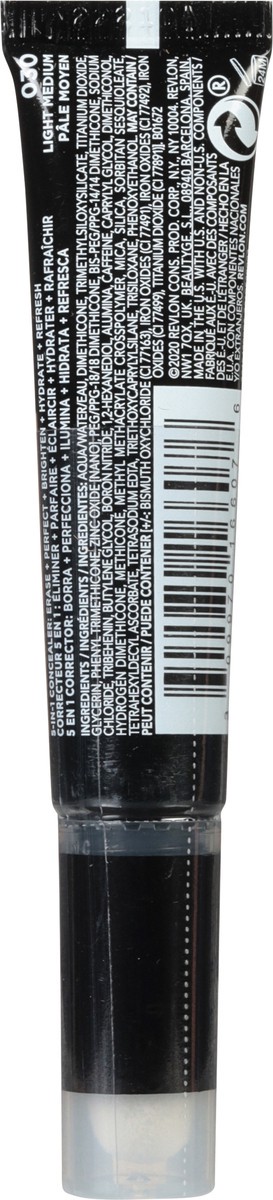 030
LIGHT MEDIUM
PÂLE MOYEN
5-IN-1 CONCEALER: ERASE + PERFECT + BRIGHTEN + HYDRATE + REFRESH
CORRECTEUR 5 EN 1 : ÉLIMINER + PARFAIRE + ÉCLAIRCIR + HYDRATER + RAFRAÎCHIR
5 EN 1 CORRECTOR: BORRA + PERFECCIONA + ILUMINA + HIDRATA + REFRESCA
INGREDIENTS / INGRÉDIENTS / INGREDIENTES: AQUA/WATER/EAU, DIMETHICONE, TRIMETHYLSILOXYSILICATE, TITANIUM DIOXIDE,
GLYCERIN, PHENYL TRIMETHICONE, ZINC OXIDE (NANO), PEG/PPG-18/18 DIMETHICONE, BIS-PEG/PPG-14/14 DIMETHICONE, SODIUM
CHLORIDE, TRIBEHENIN, BUTYLENE GLYCOL, BORON NITRIDE, 1,2-HEXANEDIOL, ALUMINA, CAFFEINE, CAPRYLYL GLYCOL, DIMETHICONOL,
HYDROGEN DIMETHICONE, METHICONE, METHYL METHACRYLATE CROSSPOLYMER, MICA, SILICA, SORBITAN SESQUIOLEATE,
TETRAHEXYLDECYL ASCORBATE, TETRASODIUM EDTA, TRIETHOXYCAPRYLYLSILANE, TRISILOXANE, PHENOXYETHANOL, MAY CONTAIN/
PEUT CONTENIR / PUEDE CONTENER [+/-: BISMUTH OXYCHLORIDE (CI 77163), IRON OXIDES (CI 77491), IRON OXIDES (CI 77492), IRON
OXIDES (CI 77499), TITANIUM DIOXIDE (CI 77891)]. B01672
©2020 REVLON CONS. PROD. CORP., NY, NY 10004. REVLON,
NW1 7QX, UK. BEAUTYGE S.L., 08940 BARCELONA, SPAIN.
MADE IN THE U.S.A. WITH U.S. AND NON-U.S. COMPONENTS/
FABRIQUÉ AUX É.-U. AVEC DES COMPOSANTS
DES É.-U. ET DE L'ÉTRANGER / HECHO EN LA
E.U.A. CON COMPONENTES NACIONALES
Y/O EXTRANJEROS. REVLON.COM
24M